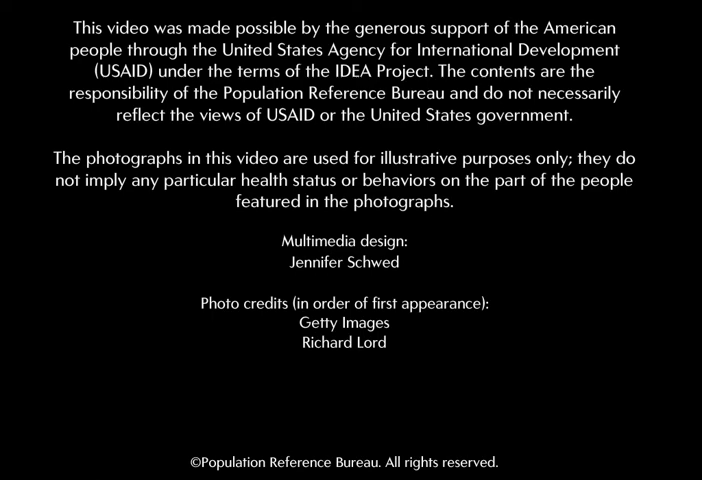 This video was made possible by the generous support of the American
people through the United States Agency for International Development
(USAID) under the terms of the IDEA Project. The contents are the
responsibility of the Population Reference Bureau and do not necessarily
reflect the views of USAID or the United States government.
The photographs in this video are used for illustrative purposes only; they do
not imply any particular health status or behaviors on the part of the people
featured in the photographs.
Multimedia design:
Jennifer Schwed
Photo credits (in order of first appearance):
Getty Images
Richard Lord
©Population Reference Bureau. All rights reserved.